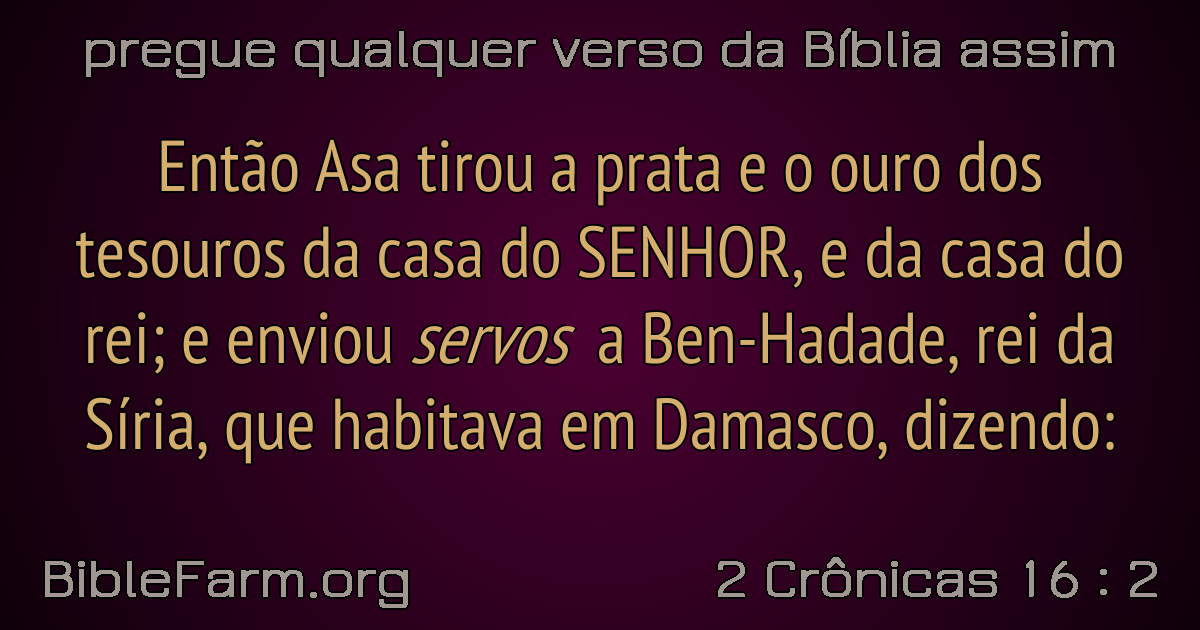 pregue qualquer verso da Bíblia assim
Então Asa tirou a prata e o ouro dos
tesouros da casa do SENHOR, e da casa do
rei; e enviou servos a Ben-Hadade, rei da
Síria, que habitava em Damasco, dizendo:
BibleFarm.org
2 Crônicas 16 : 2